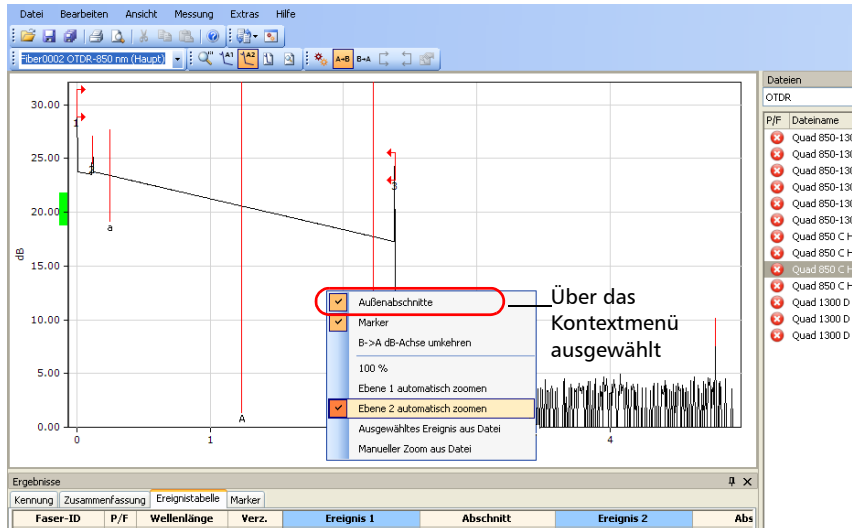 Datei Bearbeiten Ansicht Messung Extras Hilfe
Fiber0002 OTDR-850 nm (Haupt)
A1 A2 1 A→B B→A
Dateien
OTDR
P/F Dateiname
Quad 850-130
Quad 850-130
Quad 850-130
Quad 850-130
Quad 850-130
Quad 850-130
Quad 850 C H
Quad 850 C H
Quad 850 C H
Quad 850 C H
Quad 1300 D
Quad 1300 D
Quad 1300 D
30.00
25.00
20.00
15.00
10.00
5.00
0.00
dB
1
2
a
3
A
0 1 4
Außenabschnitte
Marker
B->A dB-Achse umkehren
100 %
Ebene 1 automatisch zoomen
Ebene 2 automatisch zoomen
Ausgewähltes Ereignis aus Datei
Manueller Zoom aus Datei
Über das
Kontextmenü
ausgewählt
Ergebnisse
Kennung Zusammenfassung Ereignistabelle Marker
Faser-ID P/F Wellenlänge Verz. Ereignis 1 Abschnitt Ereignis 2 Abs